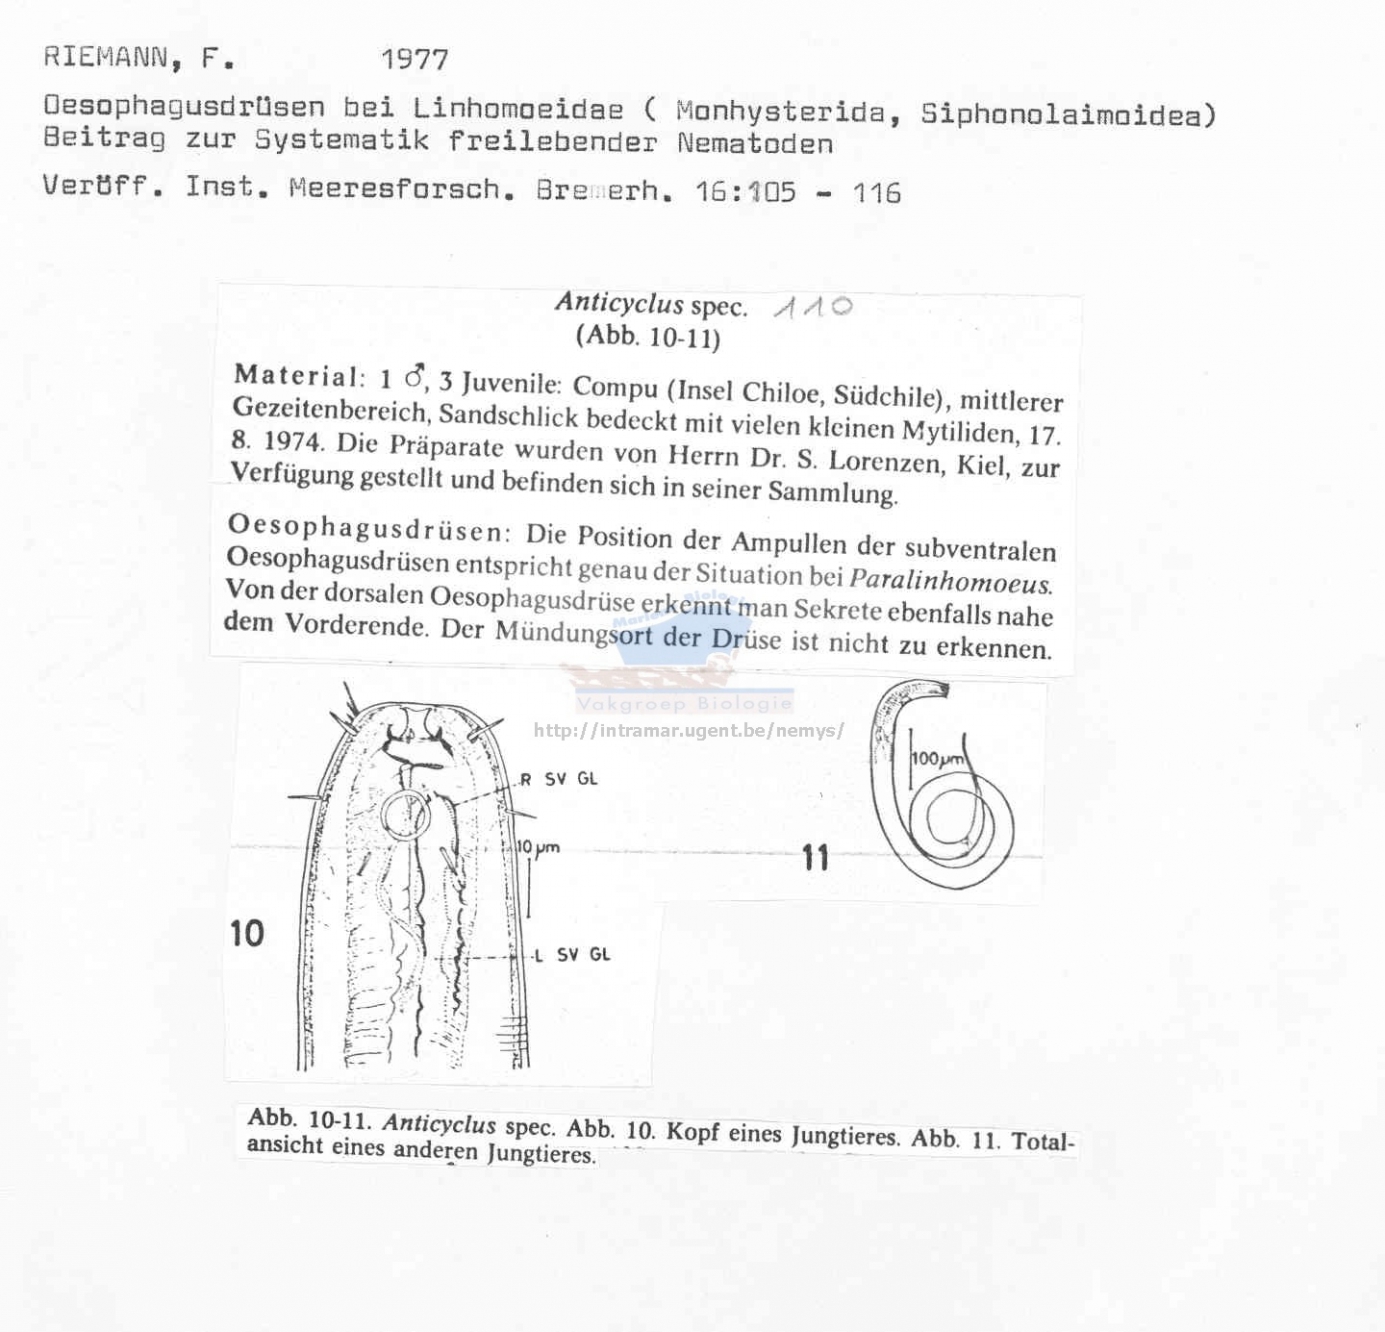 RIEMANN, F. 1977
Oesophagusdrüsen bei Linhomoeidae ( Monhysterida, Siphonolaimoidea)
Beitrag zur Systematik freilebender Nematoden
Veröff. Inst. Meeresforsch. Bremerh. 16:105 - 116
Anticyclus spec. 110
(Abb. 10-11)
Material: 1 ♂, 3 Juvenile: Compu (Insel Chiloe, Südchile), mittlerer
Gezeitenbereich, Sandschlick bedeckt mit vielen kleinen Mytiliden, 17.
8. 1974. Die Präparate wurden von Herrn Dr. S. Lorenzen, Kiel, zur
Verfügung gestellt und befinden sich in seiner Sammlung.
Oesophagusdrüsen: Die Position der Ampullen der subventralen
Oesophagusdrüsen entspricht genau der Situation bei Paralinhomoeus.
Von der dorsalen Oesophagusdrüse erkennt man Sekrete ebenfalls nahe
dem Vorderende. Der Mündungsort der Drüse ist nicht zu erkennen.
Vakgroep Biologie
http://intramar.ugent.be/nemys/
R SV GL
100µm
10 µm
11
10
L SV GL
Abb. 10-11. Anticyclus spec. Abb. 10. Kopf eines Jungtieres. Abb. 11. Total-
ansicht eines anderen Jungtieres.